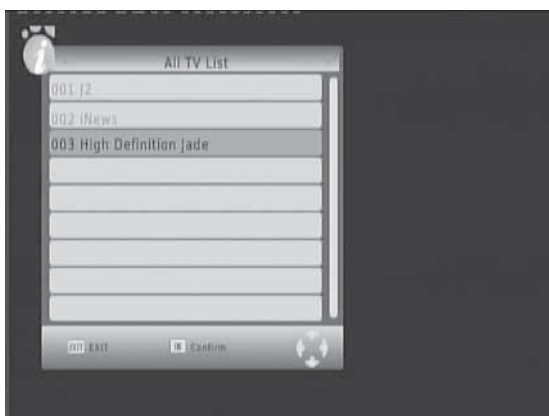 All TV List
001 J2
002 iNews
003 High Definition Jade
EXIT EXIT
OK Confirm